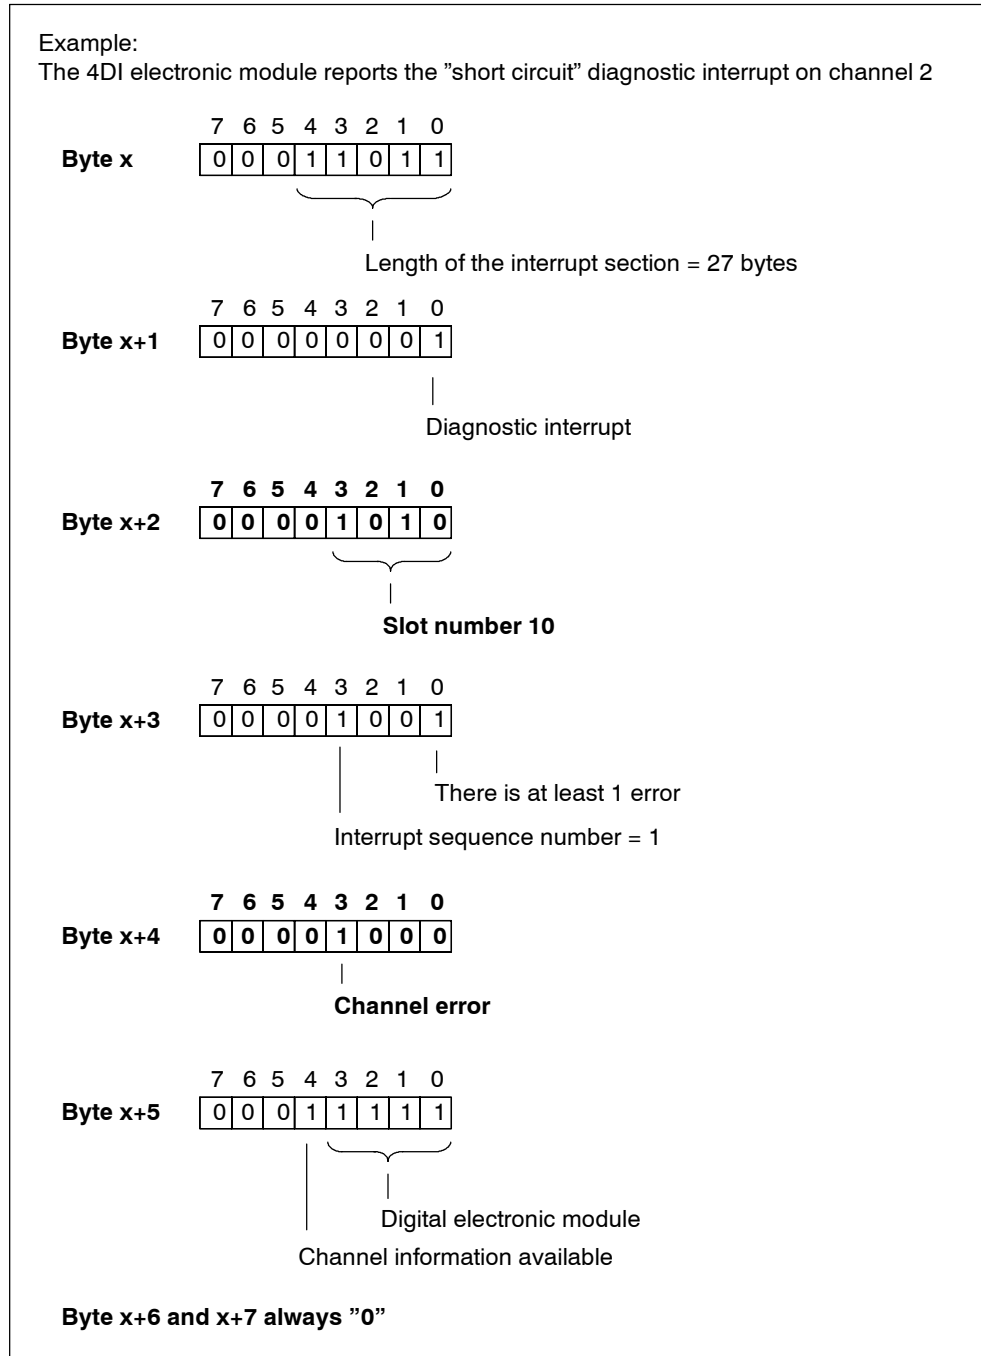 Example:
The 4DI electronic module reports the ”short circuit” diagnostic interrupt on channel 2
7 6 5 4 3 2 1 0
Byte x 0 0 0 1 1 0 1 1
Length of the interrupt section = 27 bytes
7 6 5 4 3 2 1 0
Byte x+1 0 0 0 0 0 0 0 1
Diagnostic interrupt
7 6 5 4 3 2 1 0
Byte x+2 0 0 0 0 1 0 1 0
Slot number 10
7 6 5 4 3 2 1 0
Byte x+3 0 0 0 0 1 0 0 1
There is at least 1 error
Interrupt sequence number = 1
7 6 5 4 3 2 1 0
Byte x+4 0 0 0 0 1 0 0 0
Channel error
7 6 5 4 3 2 1 0
Byte x+5 0 0 0 1 1 1 1 1
Digital electronic module
Channel information available
Byte x+6 and x+7 always ”0”